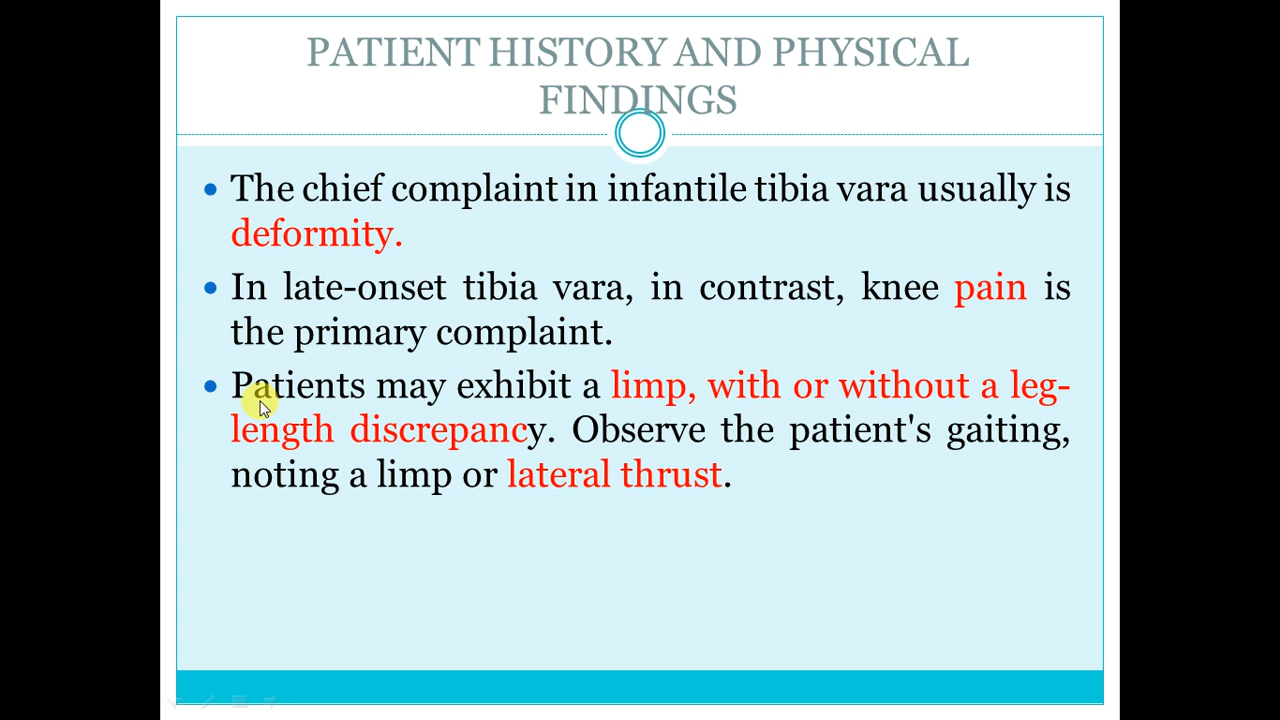 PATIENT HISTORY AND PHYSICAL
FINDINGS
• The chief complaint in infantile tibia vara usually is
deformity.
• In late-onset tibia vara, in contrast, knee pain is
the primary complaint.
• Patients may exhibit a limp, with or without a leg-
length discrepancy. Observe the patient's gaiting,
noting a limp or lateral thrust.